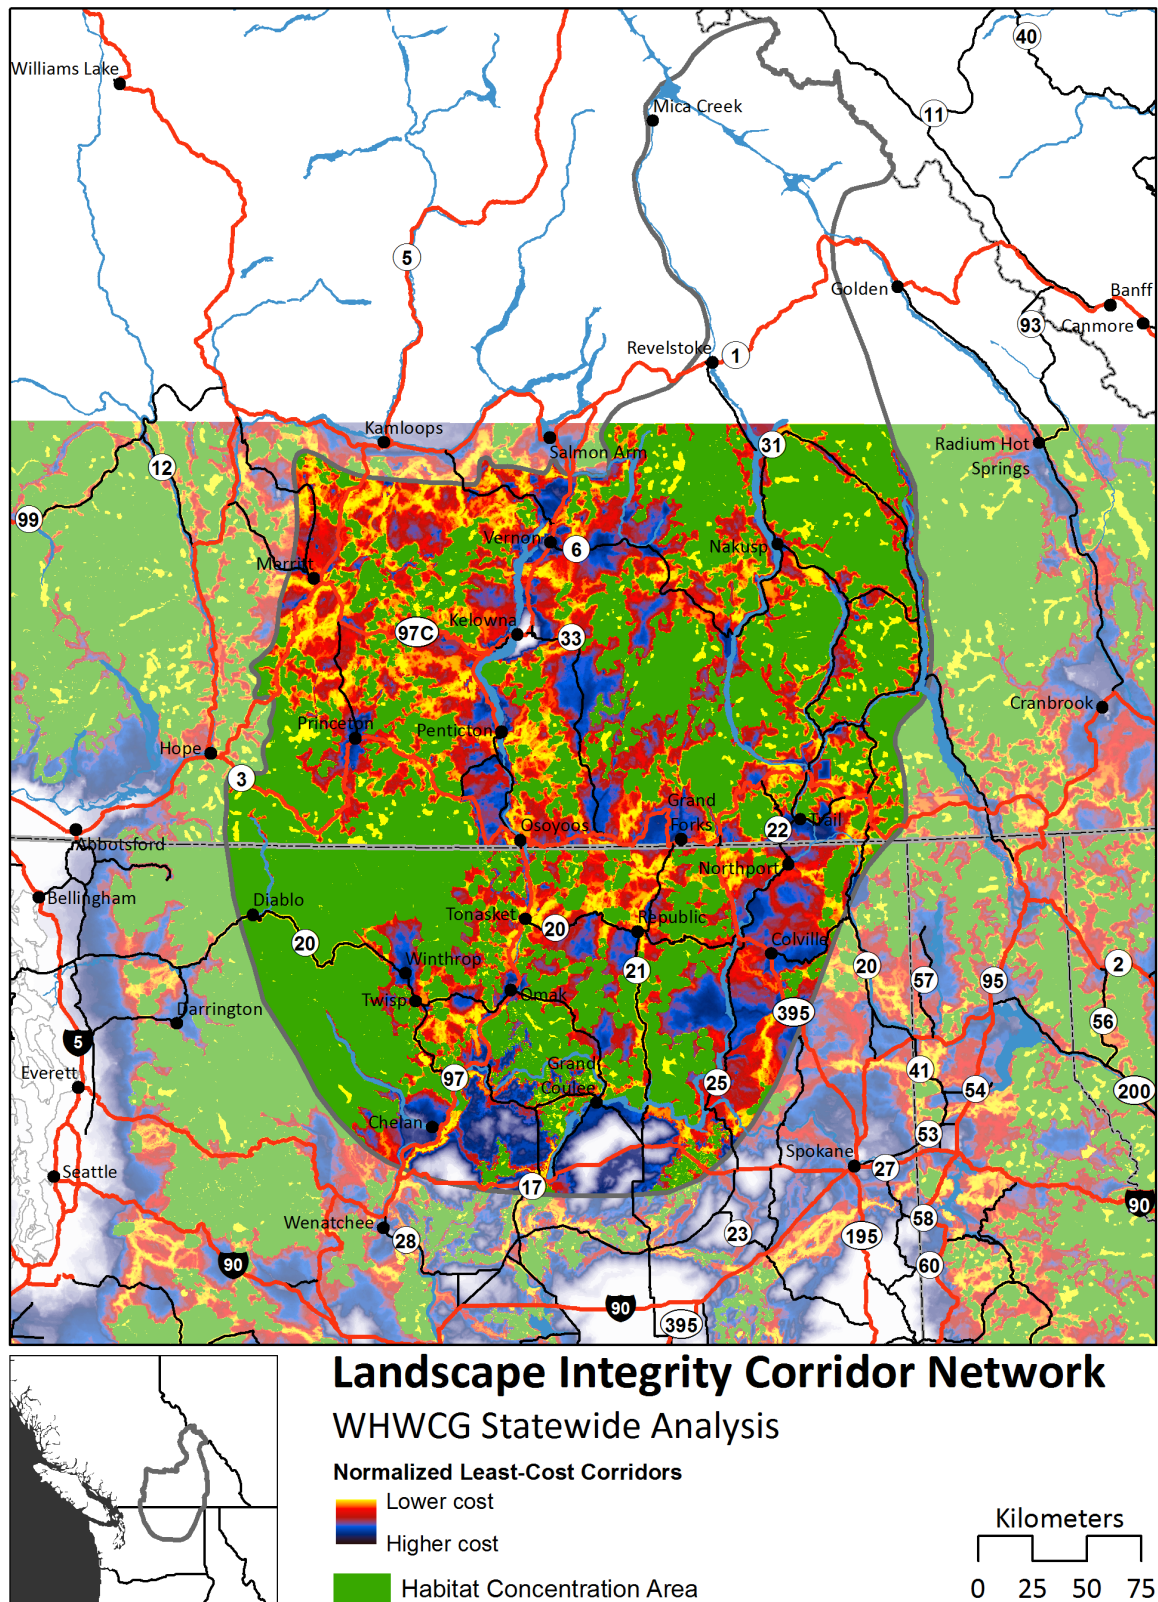 40
Williams Lake
Mica Creek
11
5
Golden
Banff
93
Canmore
Revelstoke
1
Kamloops
31
Radium Hot
Springs
Salmon Arm
12
99
Vernon
6
Nakusp
Merritt
Kelowna
97C
33
Cranbrook
Princeton
Penticton
Hope
3
Grand
Forks
Osoyoos
22
Trail
Abbotsford
Northport
Bellingham
Diablo
Tonasket
20
Republic
20
Colville
Winthrop
21
20
57
95
2
Twisp
Omak
Darrington
395
56
5
Everett
Grand
Coulee
97
25
41
54
200
Chelan
53
Spokane
27
Seattle
17
90
Wenatchee
28
23
195
58
90
60
90
395
Landscape Integrity Corridor Network
WHWCG Statewide Analysis
Normalized Least-Cost Corridors
Lower cost
Higher cost
Habitat Concentration Area
Kilometers
0 25 50 75